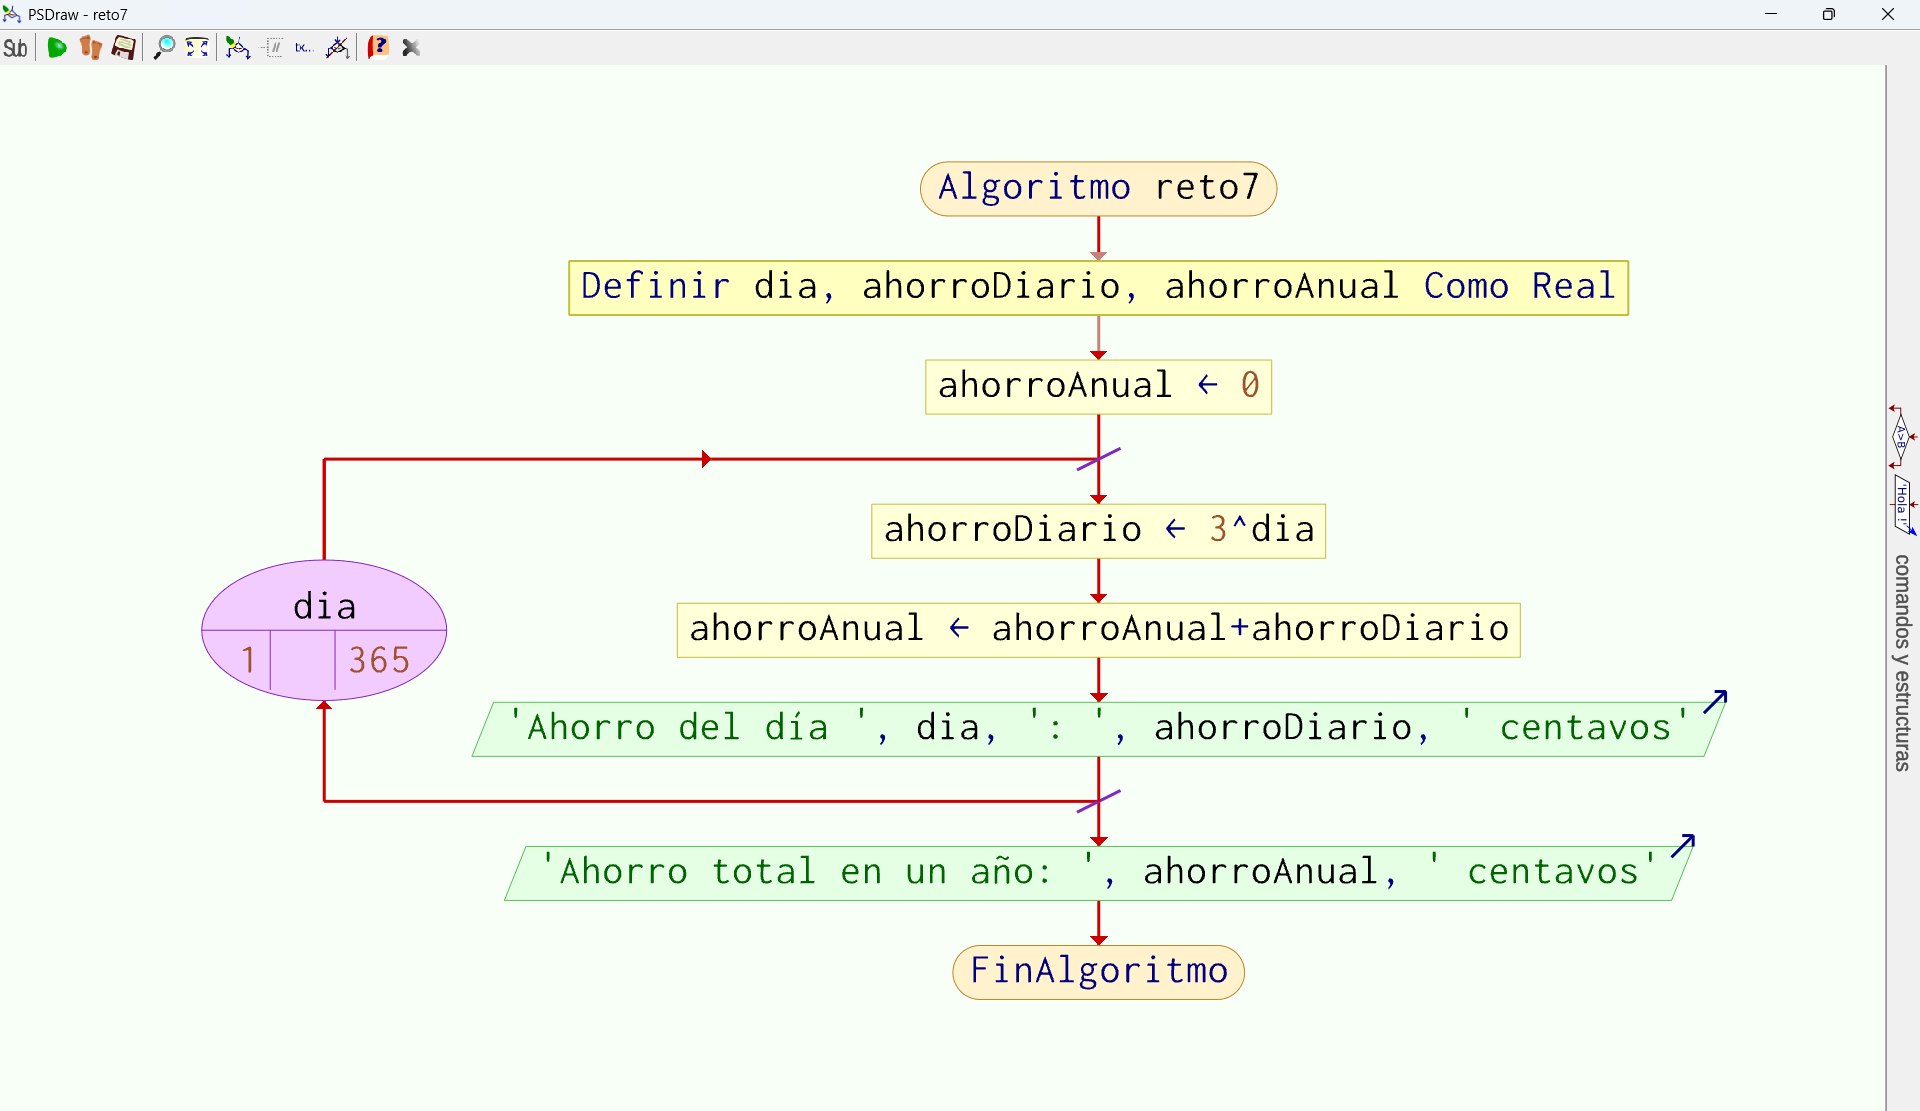 PSDraw - reto7
Sub
tx...
?
Algoritmo reto7
Definir dia, ahorroDiario, ahorroAnual Como Real
ahorroAnual ← 0
ahorroDiario ← 3^dia
dia
1 365
ahorroAnual ← ahorroAnual+ahorroDiario
'Ahorro del día ', dia, ': ', ahorroDiario, ' centavos'
'Ahorro total en un año: ', ahorroAnual, ' centavos'
FinAlgoritmo
A>B
'Hola !'
comandos y estructuras